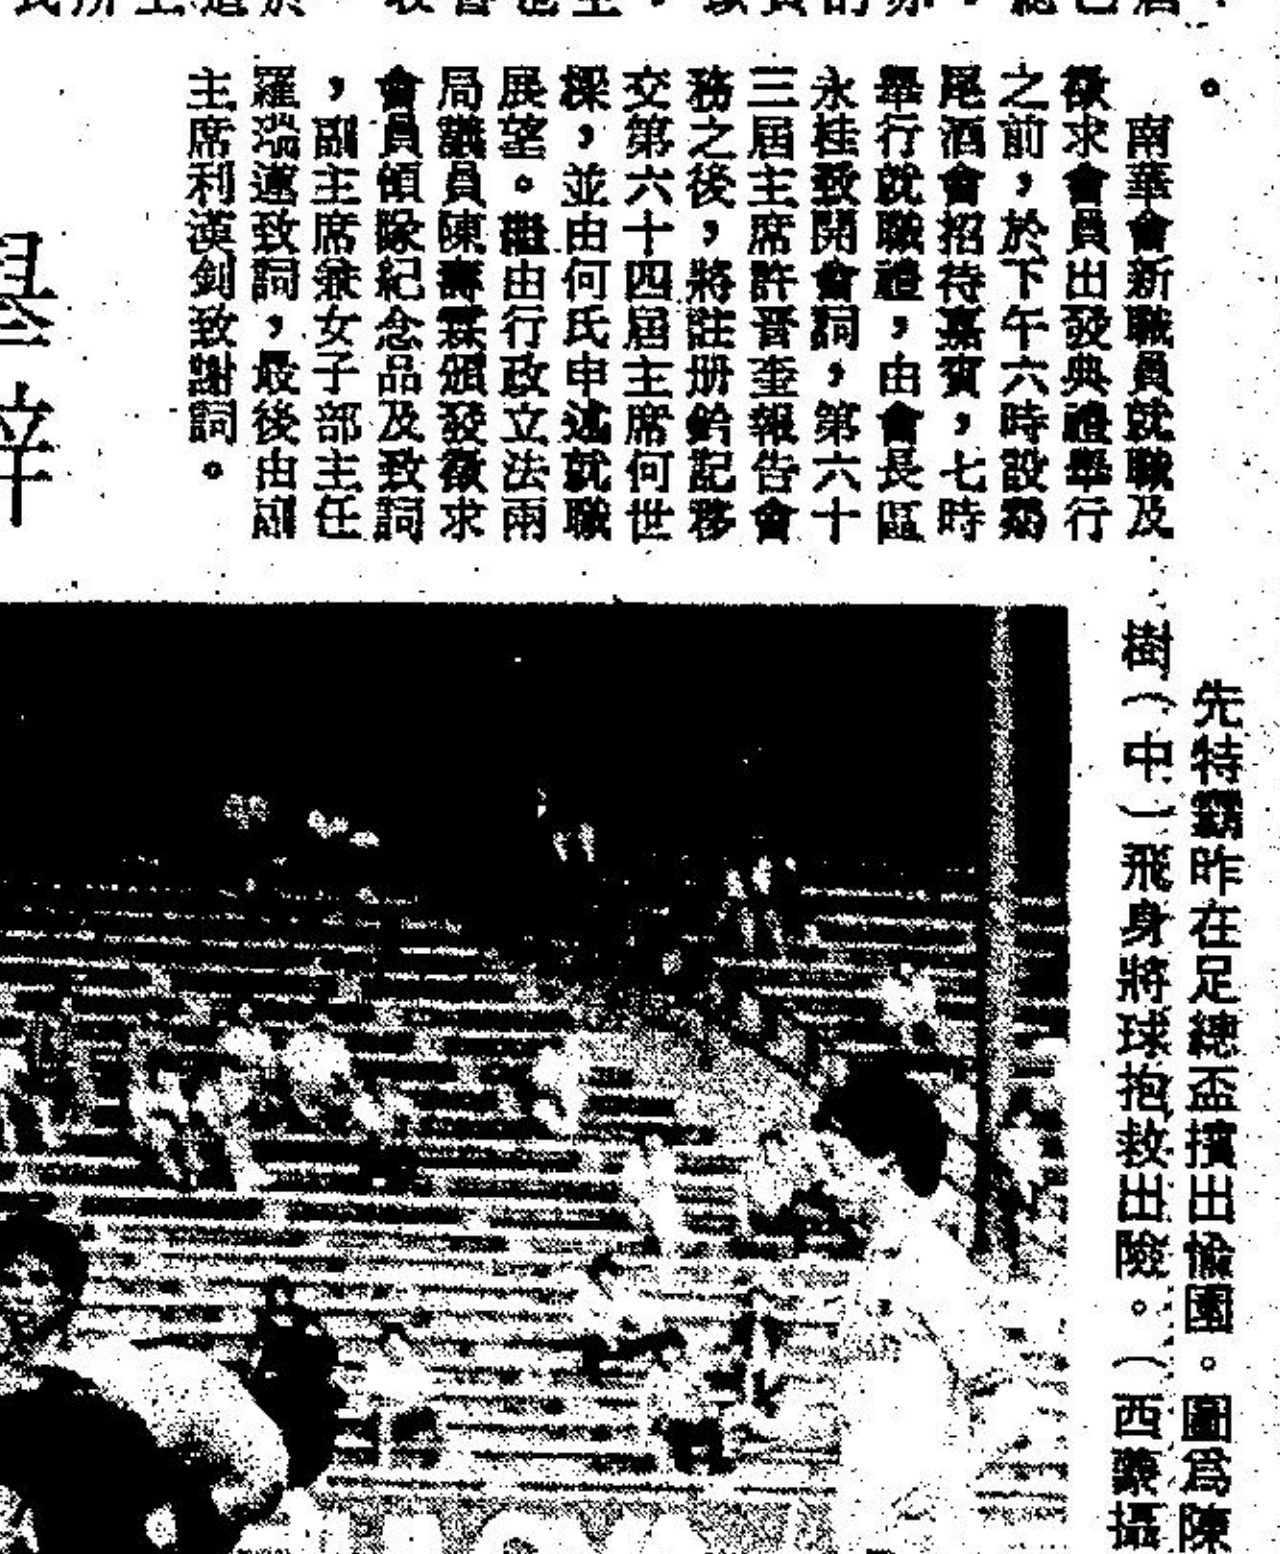 。
南華會新職員就職及
徵求會員出發典禮舉行
之前，於下午六時設鷄
尾酒會招待嘉賓，七時
舉行就職禮，由會長區
永桂致開會詞，第六十
三屆主席許晋奎報告會
務之後，將註册鈐記移
交第六十四屆主席何世
樑，並由何氏申述就職
展望。繼由行政立法兩
局議員陳壽霖頒發徵求
會員領隊紀念品及致詞
，副主席兼女子部主任
羅瑞遠致詞，最後由副
主席利漢釗致謝詞。
先特霸昨在足總盃擯出愉園。圖爲陳
樹（中）飛身將球抱救出險。（西蒙攝